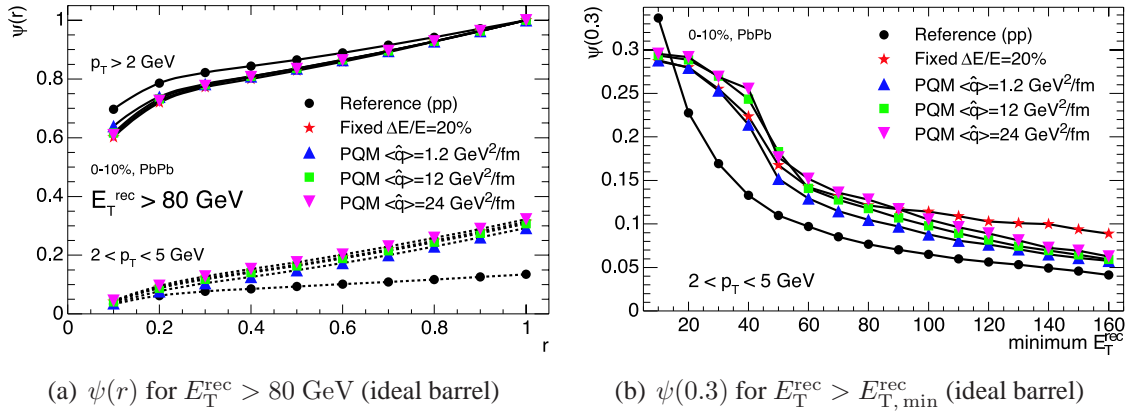 ψ(r)
1
0.8
0.6
0.4
0.2
0
0 0.2 0.4 0.6 0.8 1
r
p_T > 2 GeV
Reference (pp)
Fixed ΔE/E=20%
PQM <q̂>=1.2 GeV²/fm
PQM <q̂>=12 GeV²/fm
PQM <q̂>=24 GeV²/fm
0-10%, PbPb
E_T^rec > 80 GeV
2 < p_T < 5 GeV
(a) ψ(r) for E_T^rec > 80 GeV (ideal barrel)
ψ(0.3)
0.3
0.25
0.2
0.15
0.1
0.05
0
20 40 60 80 100 120 140 160
minimum E_T^rec
0-10%, PbPb
Reference (pp)
Fixed ΔE/E=20%
PQM <q̂>=1.2 GeV²/fm
PQM <q̂>=12 GeV²/fm
PQM <q̂>=24 GeV²/fm
2 < p_T < 5 GeV
(b) ψ(0.3) for E_T^rec > E_T, min^rec (ideal barrel)